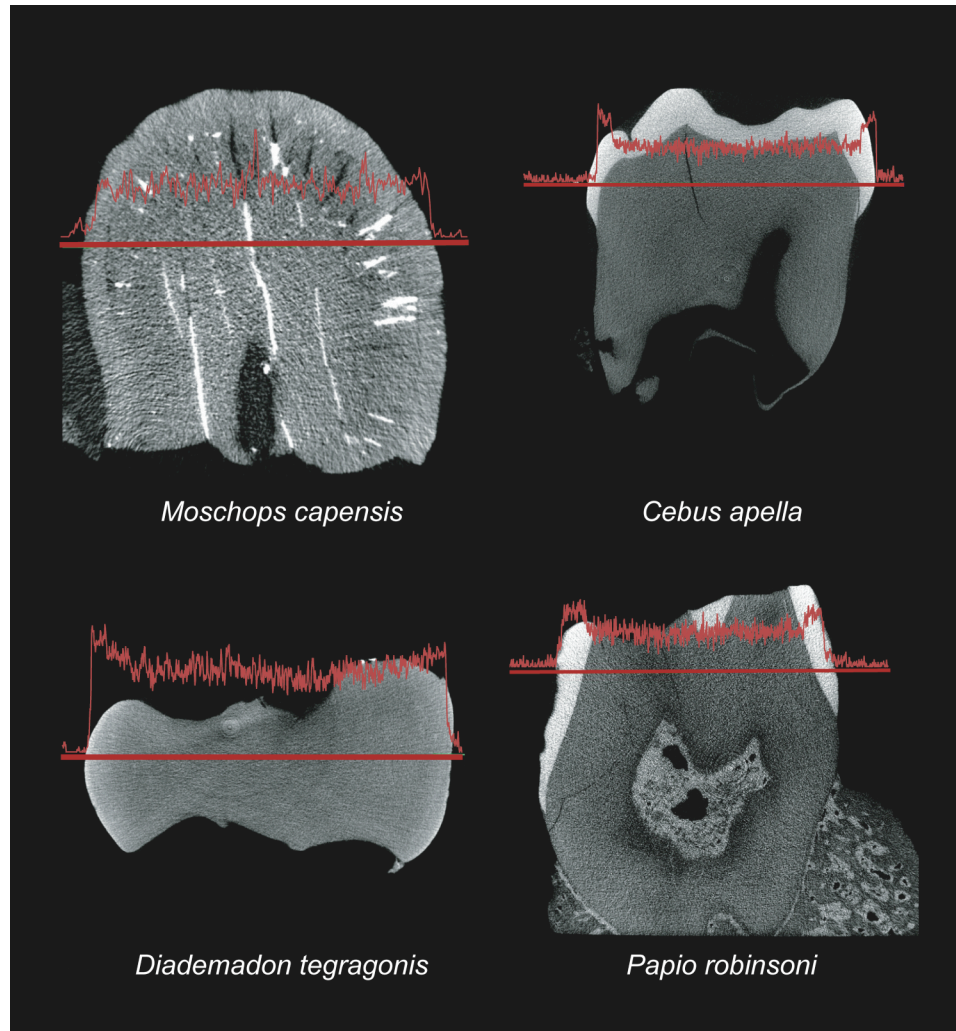 Moschops capensis
Cebus apella
Diademadon tegragonis
Papio robinsoni